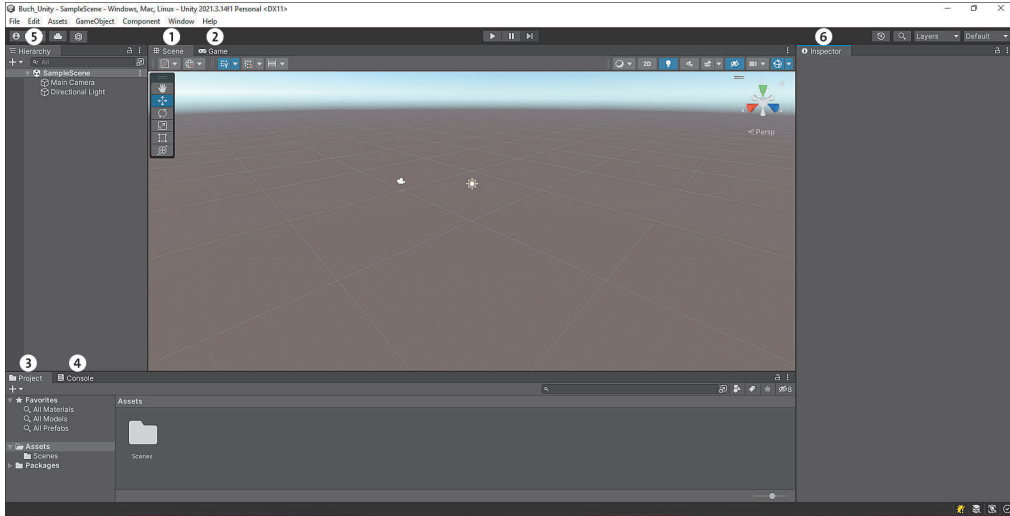 Buch_Unity - SampleScene - Windows, Mac, Linux - Unity 2021.3.14f1 Personal <DX11>
File Edit Assets GameObject Component Window Help
5 1 2 6
Layers Default
Hierarchy
All
SampleScene
Main Camera
Directional Light
Scene Game
2D
Persp
Inspector
3 4
Project Console
8
Favorites
All Materials
All Models
All Prefabs
Assets
Scenes
Packages
Assets
Scenes